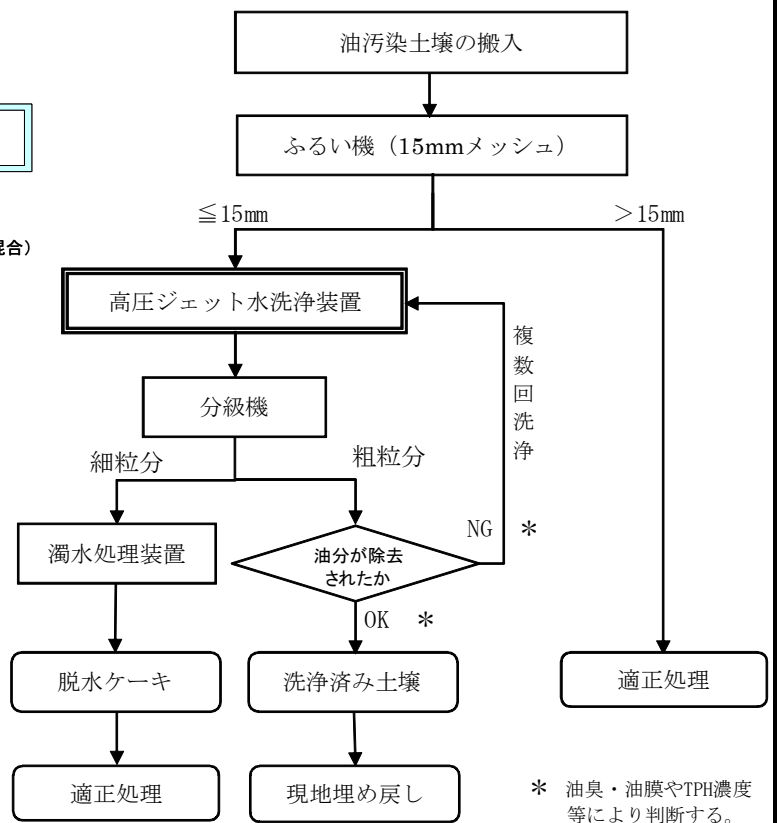 油汚染土壌の搬入
ふるい機（15mmメッシュ）
≦15mm
＞15mm
混合）
高圧ジェット水洗浄装置
複数回洗浄
分級機
細粒分
粗粒分
NG ＊
濁水処理装置
油分が除去
されたか
OK ＊
脱水ケーキ
洗浄済み土壌
適正処理
適正処理
現地埋め戻し
＊ 油臭・油膜やTPH濃度
等により判断する。